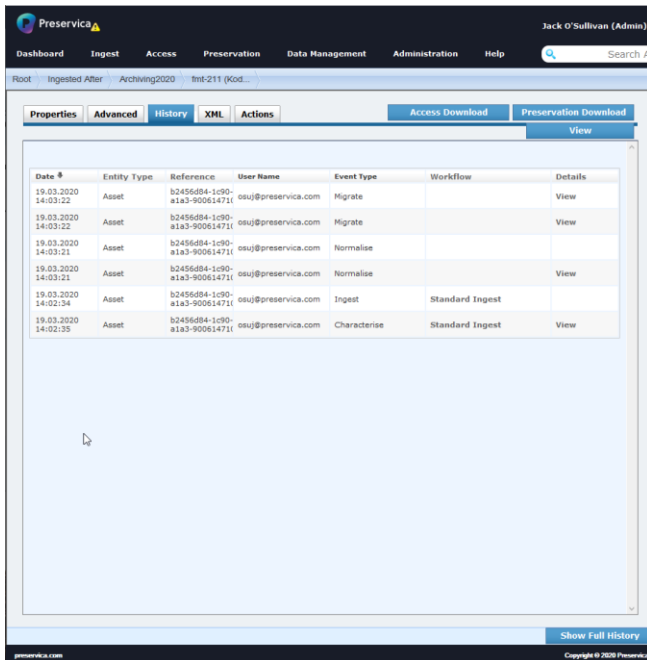 Preservica
Jack O'Sullivan (Admin)
Dashboard Ingest Access Preservation Data Management Administration Help Search A
Root Ingested After Archiving2020 fmt-211 (Kod...
Properties Advanced History XML Actions Access Download Preservation Download
View
Date Entity Type Reference User Name Event Type Workflow Details
19.03.2020 14:03:22 Asset b2456d84-1c90- a1a3-90061471( osuj@preservica.com Migrate View
19.03.2020 14:03:22 Asset b2456d84-1c90- a1a3-90061471( osuj@preservica.com Migrate View
19.03.2020 14:03:21 Asset b2456d84-1c90- a1a3-90061471( osuj@preservica.com Normalise
19.03.2020 14:03:21 Asset b2456d84-1c90- a1a3-90061471( osuj@preservica.com Normalise View
19.03.2020 14:02:34 Asset b2456d84-1c90- a1a3-90061471( osuj@preservica.com Ingest Standard Ingest
19.03.2020 14:02:35 Asset b2456d84-1c90- a1a3-90061471( osuj@preservica.com Characterise Standard Ingest View
Show Full History
preservica.com Copyright © 2020 Preservica